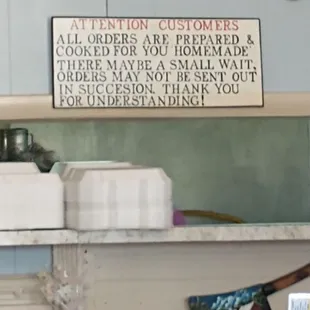 ATTENTION CUSTOMERS
ALL ORDERS ARE PREPARED &
COOKED FOR YOU HOMEMADE
THERE MAYBE A SMALL WAIT,
ORDERS MAY NOT BE SENT OUT
IN SUCCESION. THANK YOU
FOR UNDERSTANDING!